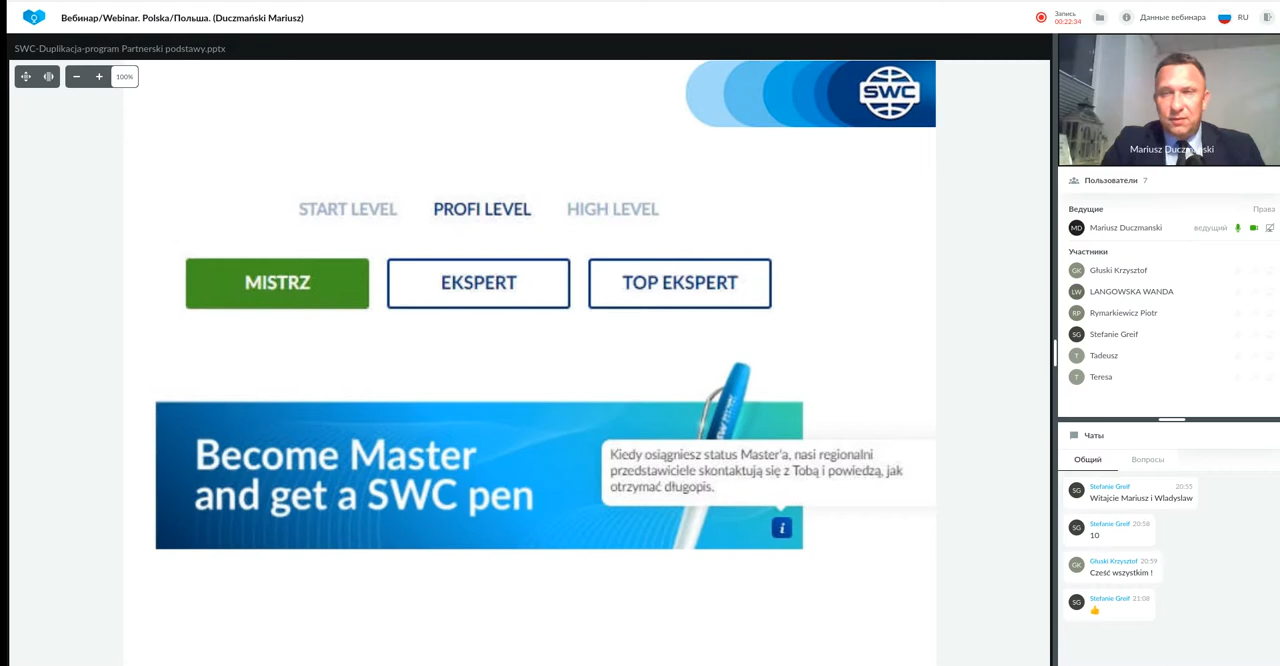 Вебинар/Webinar. Polska/Польша. (Duczmański Mariusz)
Запись
00:22:34
Данные вебинара
RU
SWC-Duplikacja-program Partnerski podstawy.pptx
100%
SWC
START LEVEL
PROFI LEVEL
HIGH LEVEL
MISTRZ
EKSPERT
TOP EKSPERT
Become Master
and get a SWC pen
Kiedy osiągniesz status Master'a, nasi regionalni
przedstawiciele skontaktują się z Tobą i powiedzą, jak
otrzymać długopis.
i
Mariusz Duczmanski
Пользователи 7
Ведущие
Права
MD Mariusz Duczmanski ведущий
Участники
GK Głuski Krzysztof
LW LANGOWSKA WANDA
RP Rymarkiewicz Piotr
SG Stefanie Greif
T Tadeusz
T Teresa
Чаты
Общий
Вопросы
SG Stefanie Greif 20:55
Witajcie Mariusz i Wladyslaw
SG Stefanie Greif 20:58
10
GK Głuski Krzysztof 20:59
Cześć wszystkim !
SG Stefanie Greif 21:08
👍